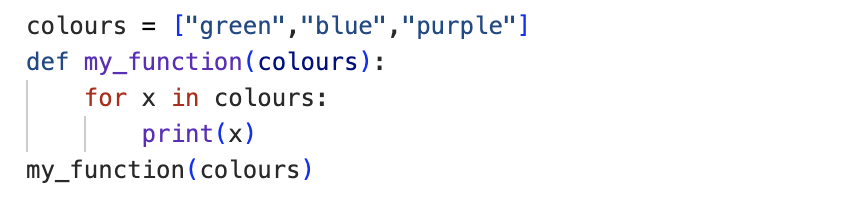 colours = ["green","blue","purple"]
def my_function(colours):
    for x in colours:
        print(x)
my_function(colours)